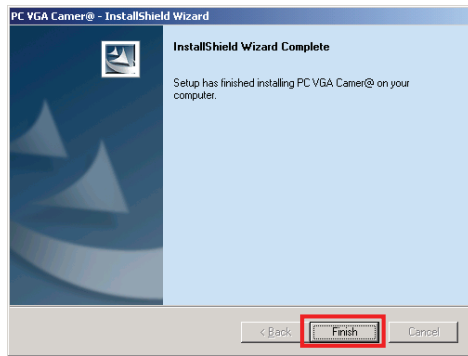 PC VGA Camer@ - InstallShield Wizard
InstallShield Wizard Complete
Setup has finished installing PC VGA Camer@ on your
computer.
< Back Finish Cancel